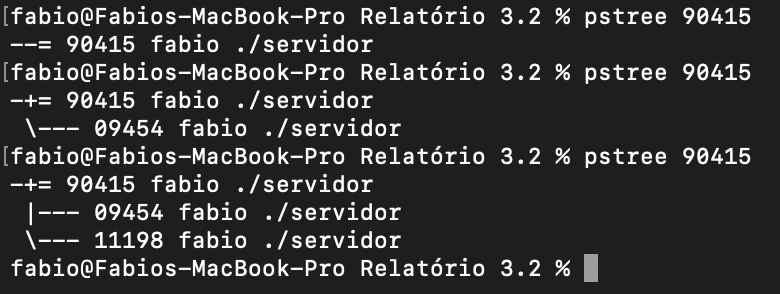 [fabio@Fabios-MacBook-Pro Relatório 3.2 % pstree 90415
--= 90415 fabio ./servidor
[fabio@Fabios-MacBook-Pro Relatório 3.2 % pstree 90415
-+= 90415 fabio ./servidor
 \--- 09454 fabio ./servidor
[fabio@Fabios-MacBook-Pro Relatório 3.2 % pstree 90415
-+= 90415 fabio ./servidor
 |--- 09454 fabio ./servidor
 \--- 11198 fabio ./servidor
fabio@Fabios-MacBook-Pro Relatório 3.2 %